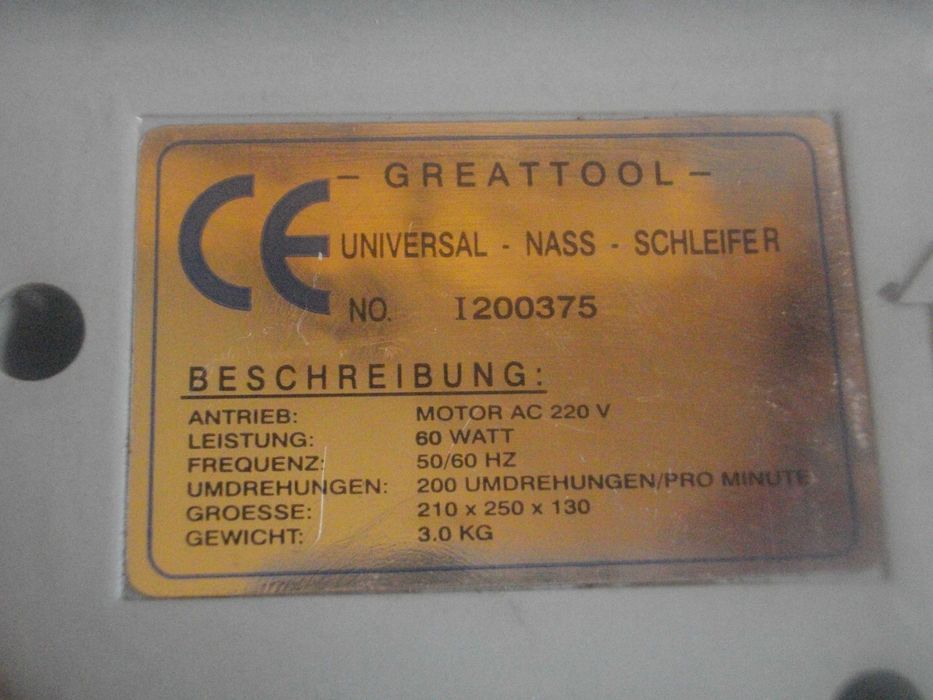 CE
- GREATTOOL -
UNIVERSAL - NASS - SCHLEIFER
NO. I200375
BESCHREIBUNG:
ANTRIEB: MOTOR AC 220 V
LEISTUNG: 60 WATT
FREQUENZ: 50/60 HZ
UMDREHUNGEN: 200 UMDREHUNGEN/PRO MINUTE
GROESSE: 210 x 250 x 130
GEWICHT: 3.0 KG